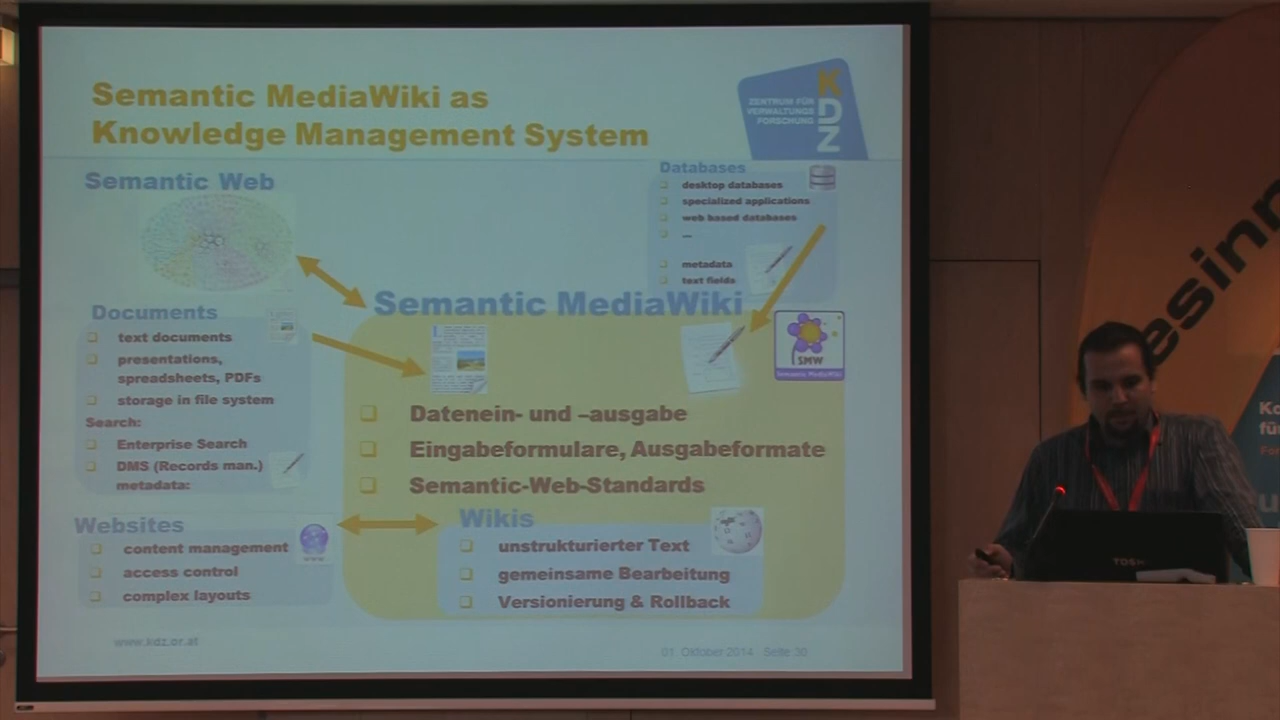 Semantic MediaWiki as
Knowledge Management System
ZENTRUM FÜR
VERWALTUNGS
FORSCHUNG
KDZ
Semantic Web
Databases
desktop databases
specialized applications
web based databases
...
metadata
text fields
Documents
text documents
presentations,
spreadsheets, PDFs
storage in file system
Search:
Enterprise Search
DMS (Records man.)
metadata:
Semantic MediaWiki
SMW
Semantic MediaWiki
Datenein- und –ausgabe
Eingabeformulare, Ausgabeformate
Semantic-Web-Standards
Websites
content management
access control
complex layouts
Wikis
unstrukturierter Text
gemeinsame Bearbeitung
Versionierung & Rollback
www.kdz.or.at
01. Oktober 2014 Seite 30